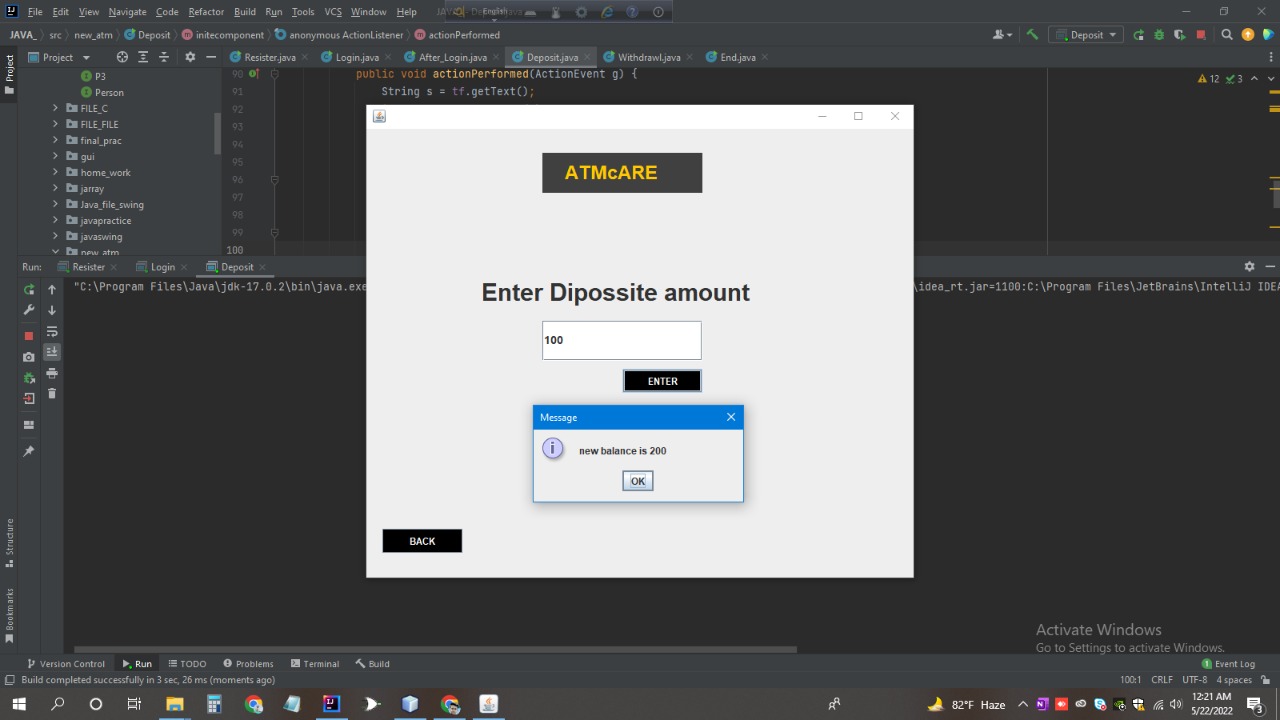 File Edit View Navigate Code Refactor Build Run Tools VCS Window Help English
JAVA_ src new_atm Deposit initecomponent anonymous ActionListener actionPerformed Deposit
Project Resister.java Login.java After_Login.java Deposit.java Withdrawl.java End.java
Project
P3
Person
FILE_C
FILE_FILE
final_prac
gui
home_work
jarray
Java_file_swing
javapractice
javaswing
new_atm
90 public void actionPerformed(ActionEvent g) {
91 String s = tf.getText();
92
93
94
95
96
97
98
99
100
12 3
ATMcARE
Enter Dipossite amount
100
ENTER
Message
new balance is 200
OK
BACK
Run: Resister Login Deposit
"C:\Program Files\Java\jdk-17.0.2\bin\java.exe
\idea_rt.jar=1100:C:\Program Files\JetBrains\IntelliJ IDEA
Structure
Bookmarks
Activate Windows
Go to Settings to activate Windows.
Version Control Run TODO Problems Terminal Build 1 Event Log
Build completed successfully in 3 sec, 26 ms (moments ago) 100:1 CRLF UTF-8 4 spaces
82°F Haze 12:21 AM
5/22/2022
3